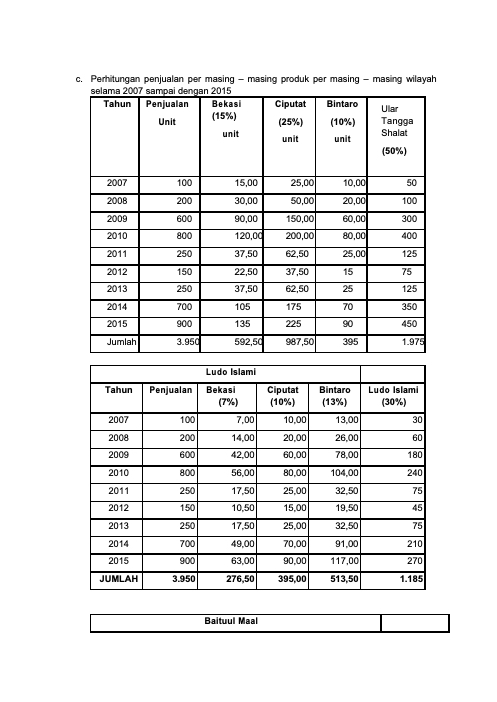 c. Perhitungan penjualan per masing – masing produk per masing – masing wilayah
selama 2007 sampai dengan 2015
Tahun Penjualan Unit Bekasi (15%) unit Ciputat (25%) unit Bintaro (10%) unit Ular Tangga Shalat (50%)
2007 100 15,00 25,00 10,00 50
2008 200 30,00 50,00 20,00 100
2009 600 90,00 150,00 60,00 300
2010 800 120,00 200,00 80,00 400
2011 250 37,50 62,50 25,00 125
2012 150 22,50 37,50 15 75
2013 250 37,50 62,50 25 125
2014 700 105 175 70 350
2015 900 135 225 90 450
Jumlah 3.950 592,50 987,50 395 1.975
Ludo Islami
Tahun Penjualan Bekasi (7%) Ciputat (10%) Bintaro (13%) Ludo Islami (30%)
2007 100 7,00 10,00 13,00 30
2008 200 14,00 20,00 26,00 60
2009 600 42,00 60,00 78,00 180
2010 800 56,00 80,00 104,00 240
2011 250 17,50 25,00 32,50 75
2012 150 10,50 15,00 19,50 45
2013 250 17,50 25,00 32,50 75
2014 700 49,00 70,00 91,00 210
2015 900 63,00 90,00 117,00 270
JUMLAH 3.950 276,50 395,00 513,50 1.185
Baituul Maal